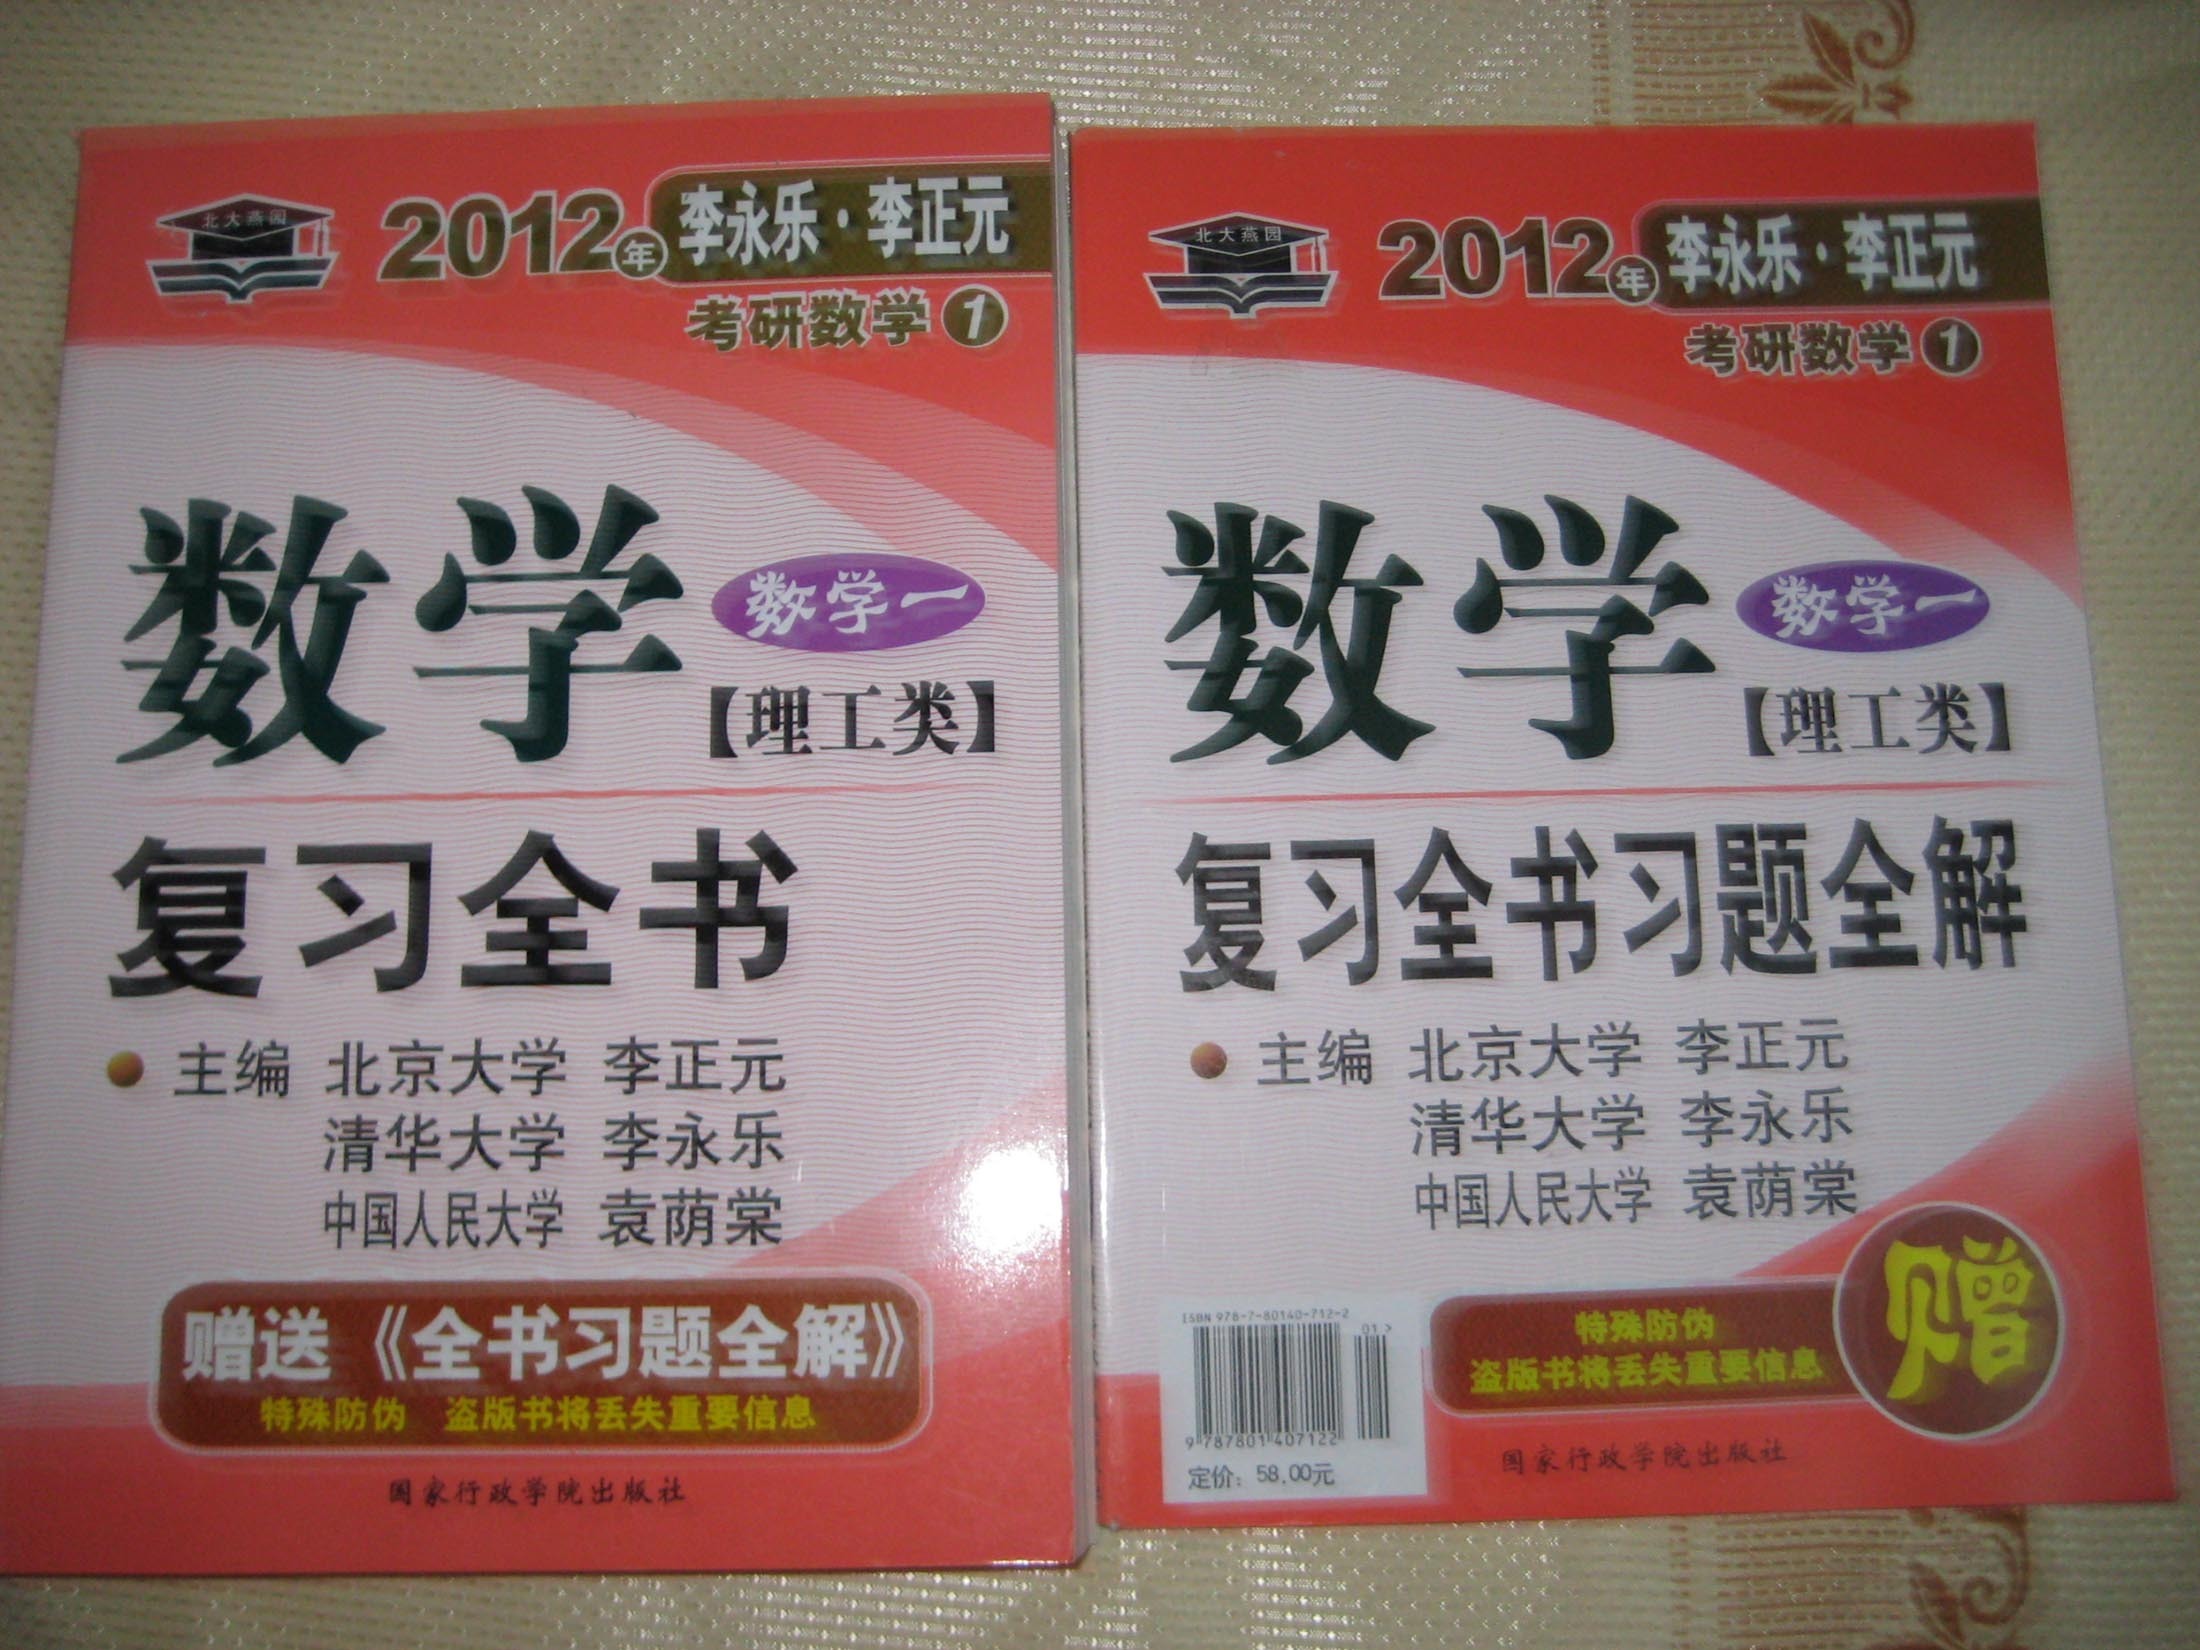 北大燕园
2012年 李永乐·李正元
考研数学 1
数学 数学一
【理工类】
复习全书
主编 北京大学 李正元
清华大学 李永乐
中国人民大学 袁荫棠
赠送《全书习题全解》
特殊防伪 盗版书将丢失重要信息
国家行政学院出版社
北大燕园
2012年 李永乐·李正元
考研数学 1
数学 数学一
【理工类】
复习全书习题全解
主编 北京大学 李正元
清华大学 李永乐
中国人民大学 袁荫棠
赠
特殊防伪
盗版书将丢失重要信息
ISBN 978-7-80140-712-2
01>
9 787801 407122
定价: 58.00元
国家行政学院出版社